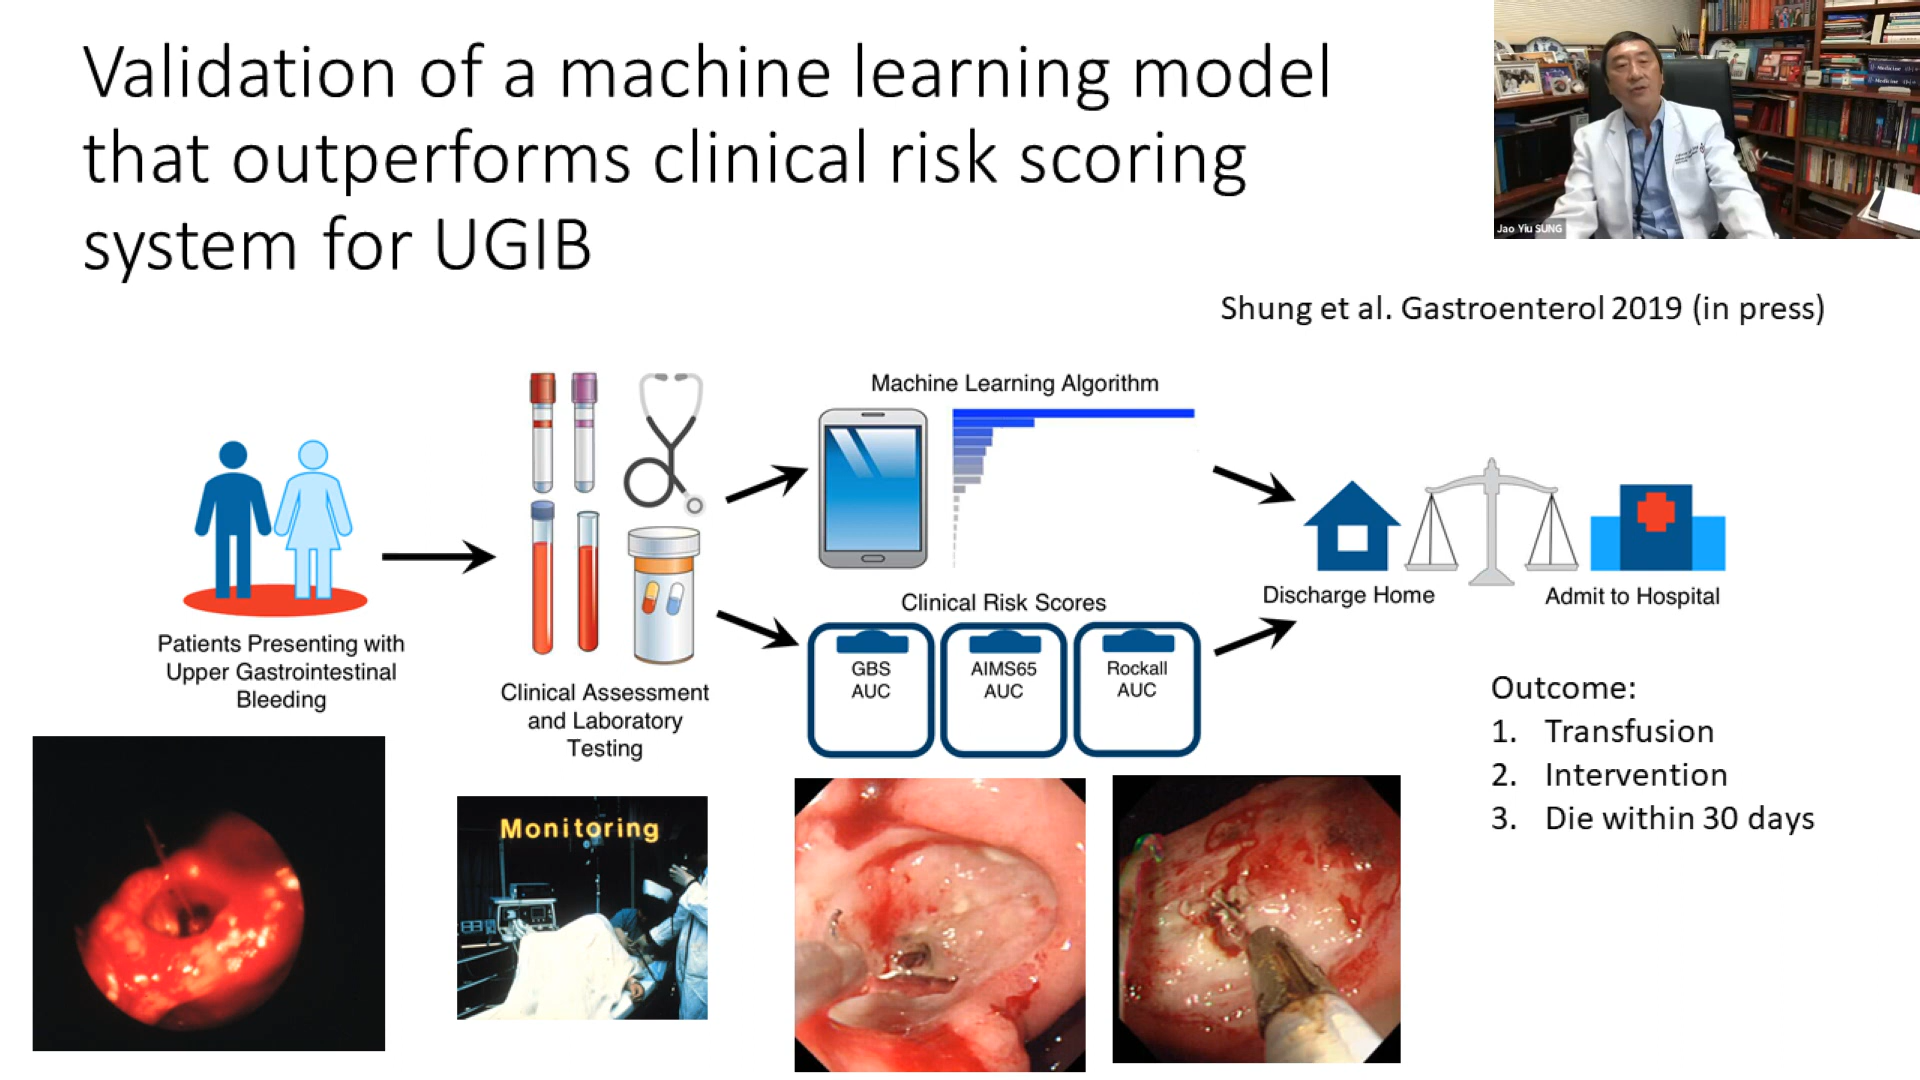 Validation of a machine learning model
that outperforms clinical risk scoring
system for UGIB
Jao Yiu SUNG
Shung et al. Gastroenterol 2019 (in press)
Patients Presenting with
Upper Gastrointestinal
Bleeding
Clinical Assessment
and Laboratory
Testing
Machine Learning Algorithm
Clinical Risk Scores
GBS
AUC
AIMS65
AUC
Rockall
AUC
Discharge Home
Admit to Hospital
Outcome:
1. Transfusion
2. Intervention
3. Die within 30 days
Monitoring